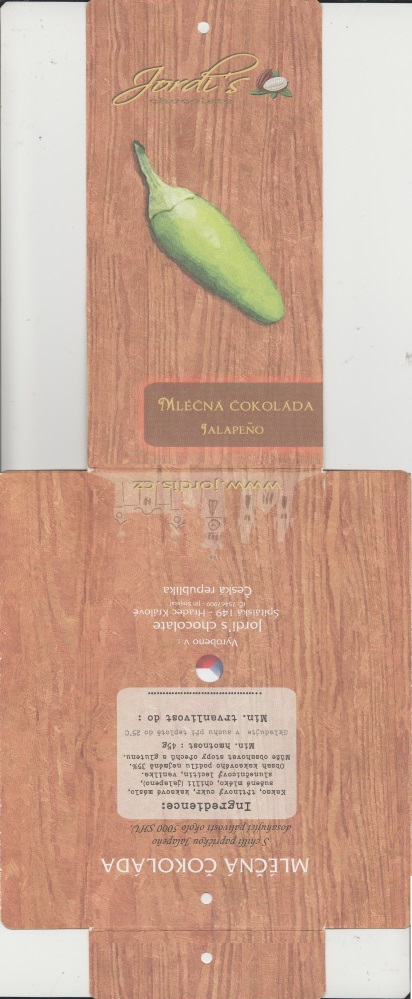 Jordi's
MLÉČNÁ ČOKOLÁDA
JALAPEÑO
MLÉČNÁ ČOKOLÁDA
S chilli papričkou Jalapeño
dosahující pálivosti okolo 5000 SHU.
Ingredience:
Kakao, třtinový cukr, kakaové máslo,
sušené mléko, chilli jalapeño,
slunečnicový lecitin, vanilka.
Obsah kakaového podílu nejméně 35%.
Může obsahovat stopy ořechů a glutenu.
Min. hmotnost : 45g
Skladujte v suchu při teplotě do 25°C
Min. trvanlivost do :
Vyrobeno v :
Jordi's chocolate
Špitálská 149 - Hradec Králové
Česká republika
www.jordis.cz